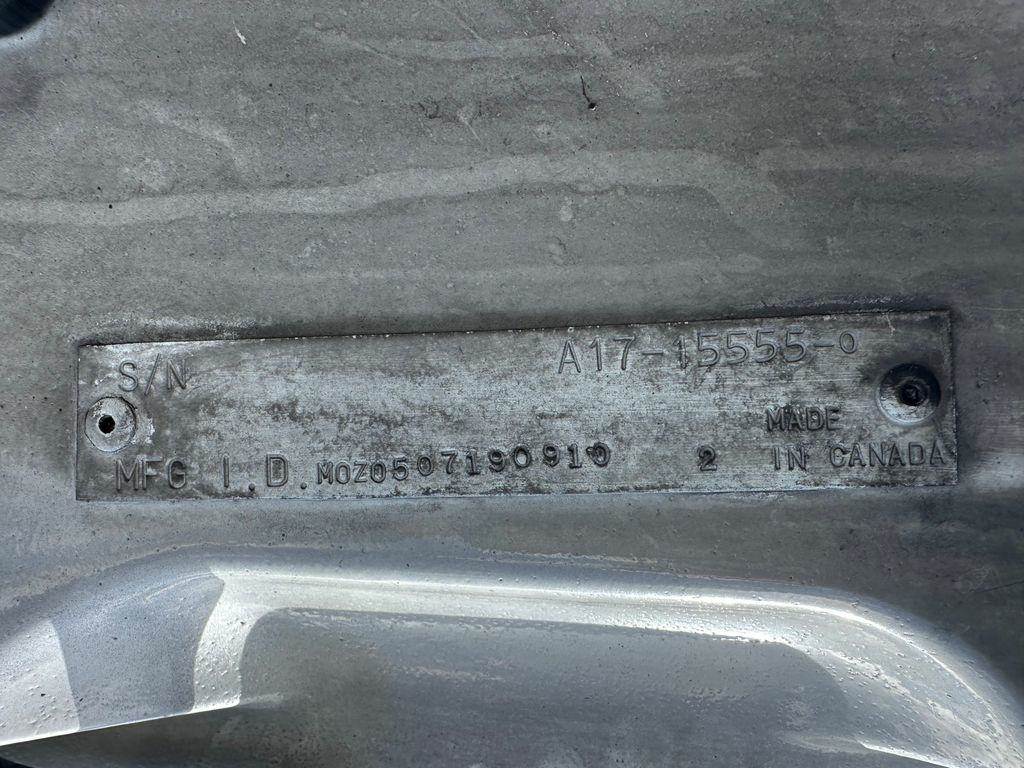 S/N A17-15555-0
MADE
MFG I.D. MOZ0507190910 2 IN CANADA